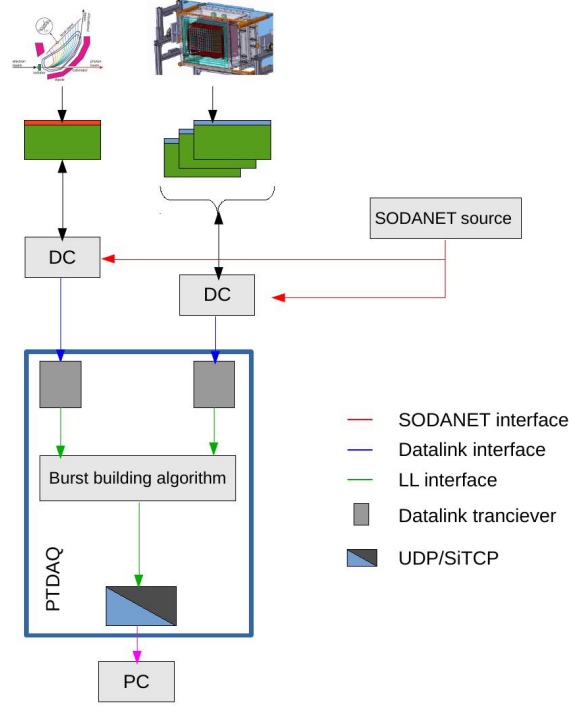 SODANET source
DC
DC
Burst building algorithm
PTDAQ
PC
SODANET interface
Datalink interface
LL interface
Datalink tranciever
UDP/SiTCP